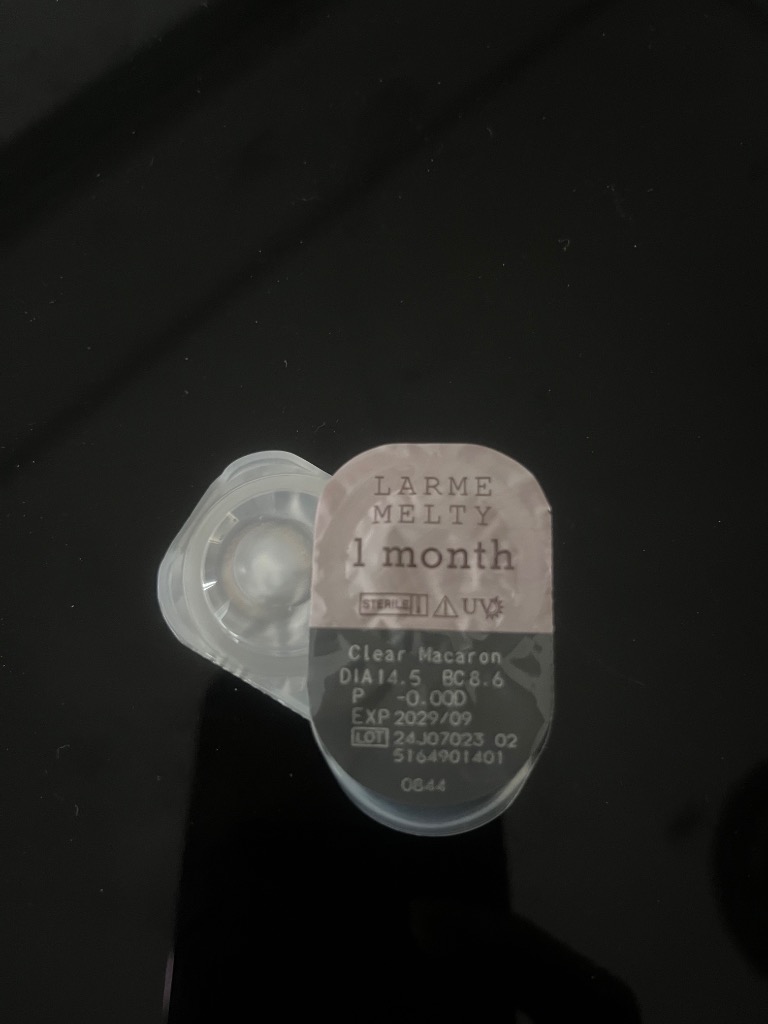 LARME
MELTY
1 month
STERILE UV
Clear Macaron
DIA14.5 BC8.6
P -0.00D
EXP 2029/09
LOT 24J07023 02
5164901401
0844